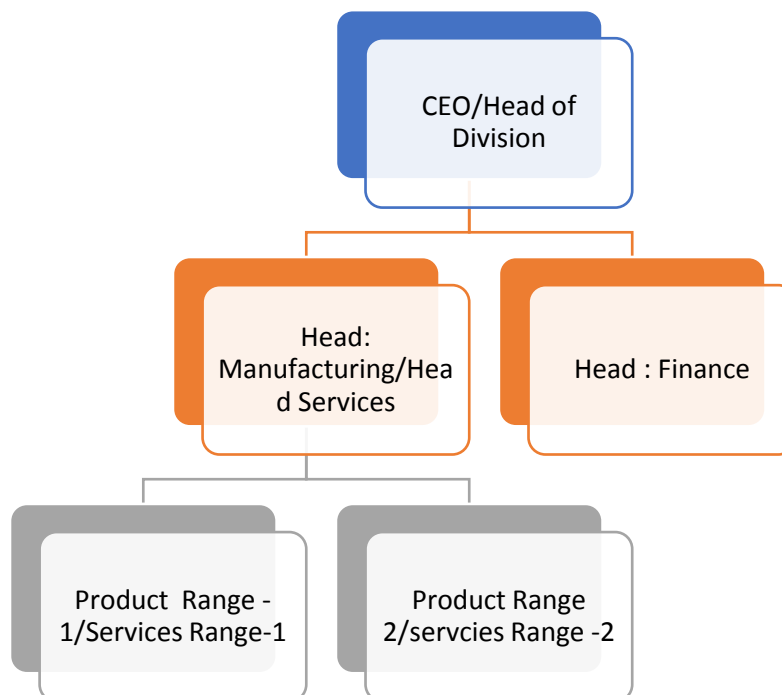 CEO/Head of
Division
Head:
Manufacturing/Hea
d Services
Head : Finance
Product  Range -
1/Services Range-1
Product Range
2/servcies Range -2